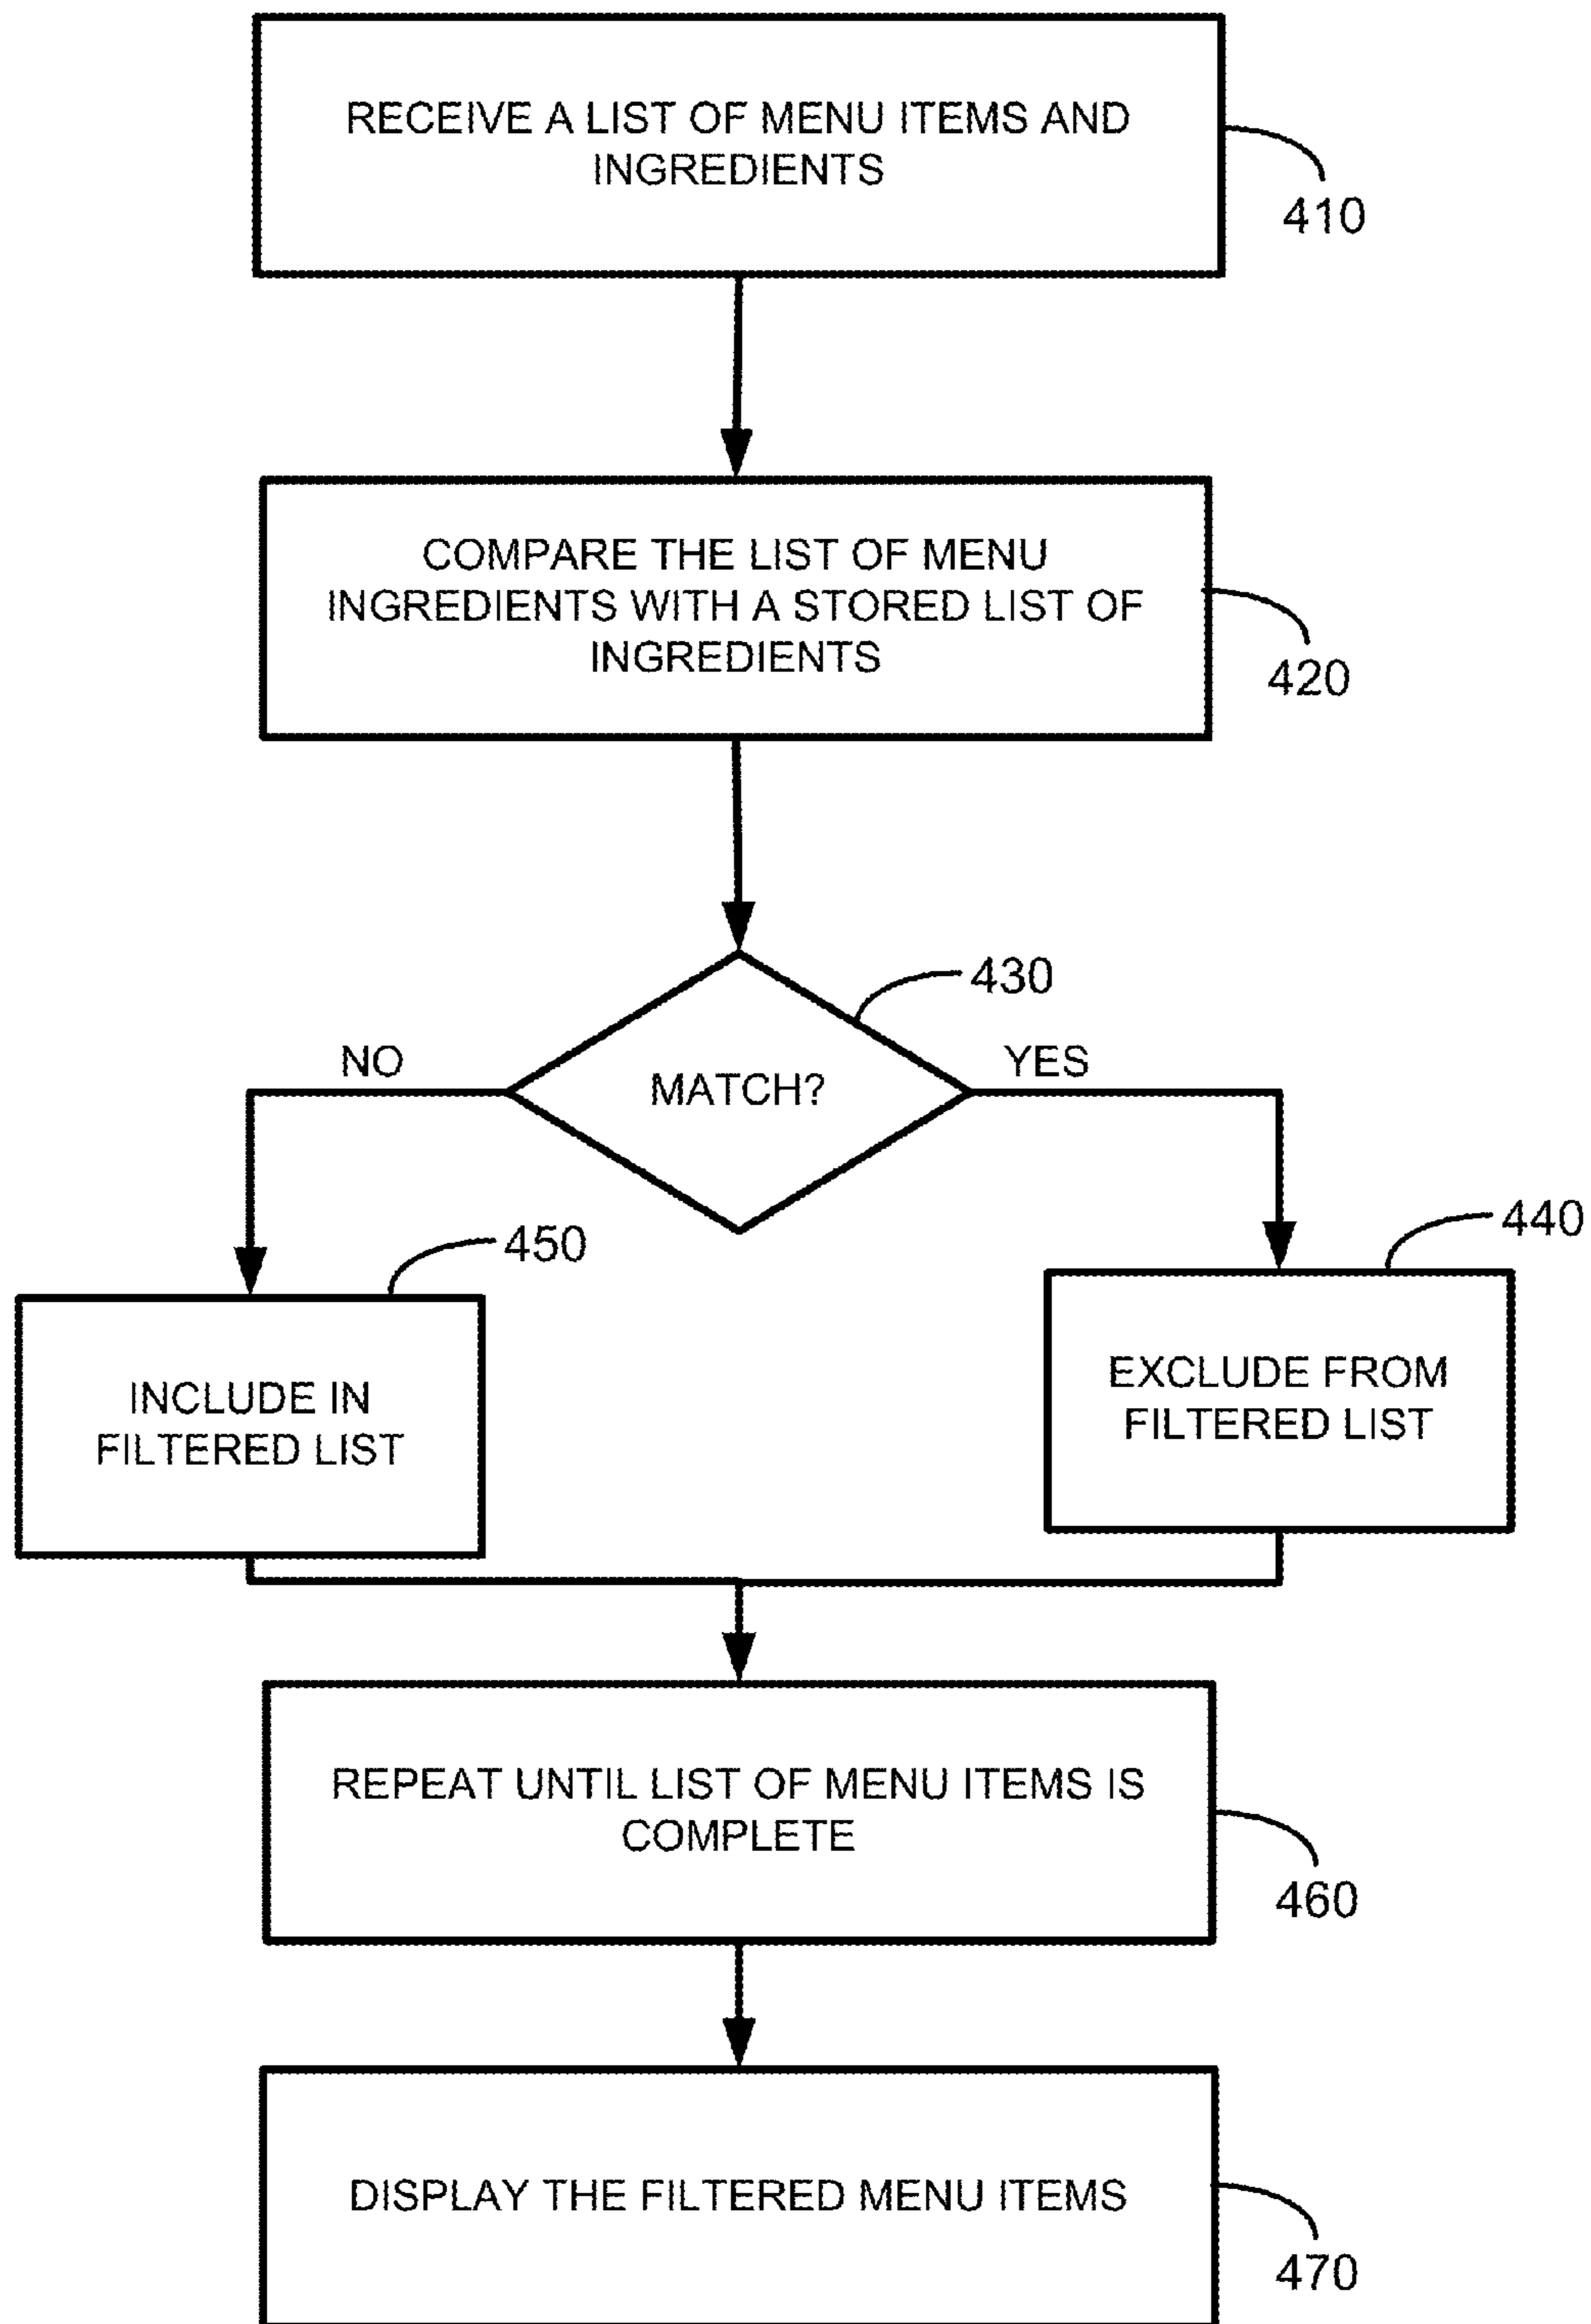 RECEIVE A LIST OF MENU ITEMS AND
INGREDIENTS
410
COMPARE THE LIST OF MENU
INGREDIENTS WITH A STORED LIST OF
INGREDIENTS
420
430
NO
YES
MATCH?
450
440
INCLUDE IN
FILTERED LIST
EXCLUDE FROM
FILTERED LIST
REPEAT UNTIL LIST OF MENU ITEMS IS
COMPLETE
460
DISPLAY THE FILTERED MENU ITEMS
470